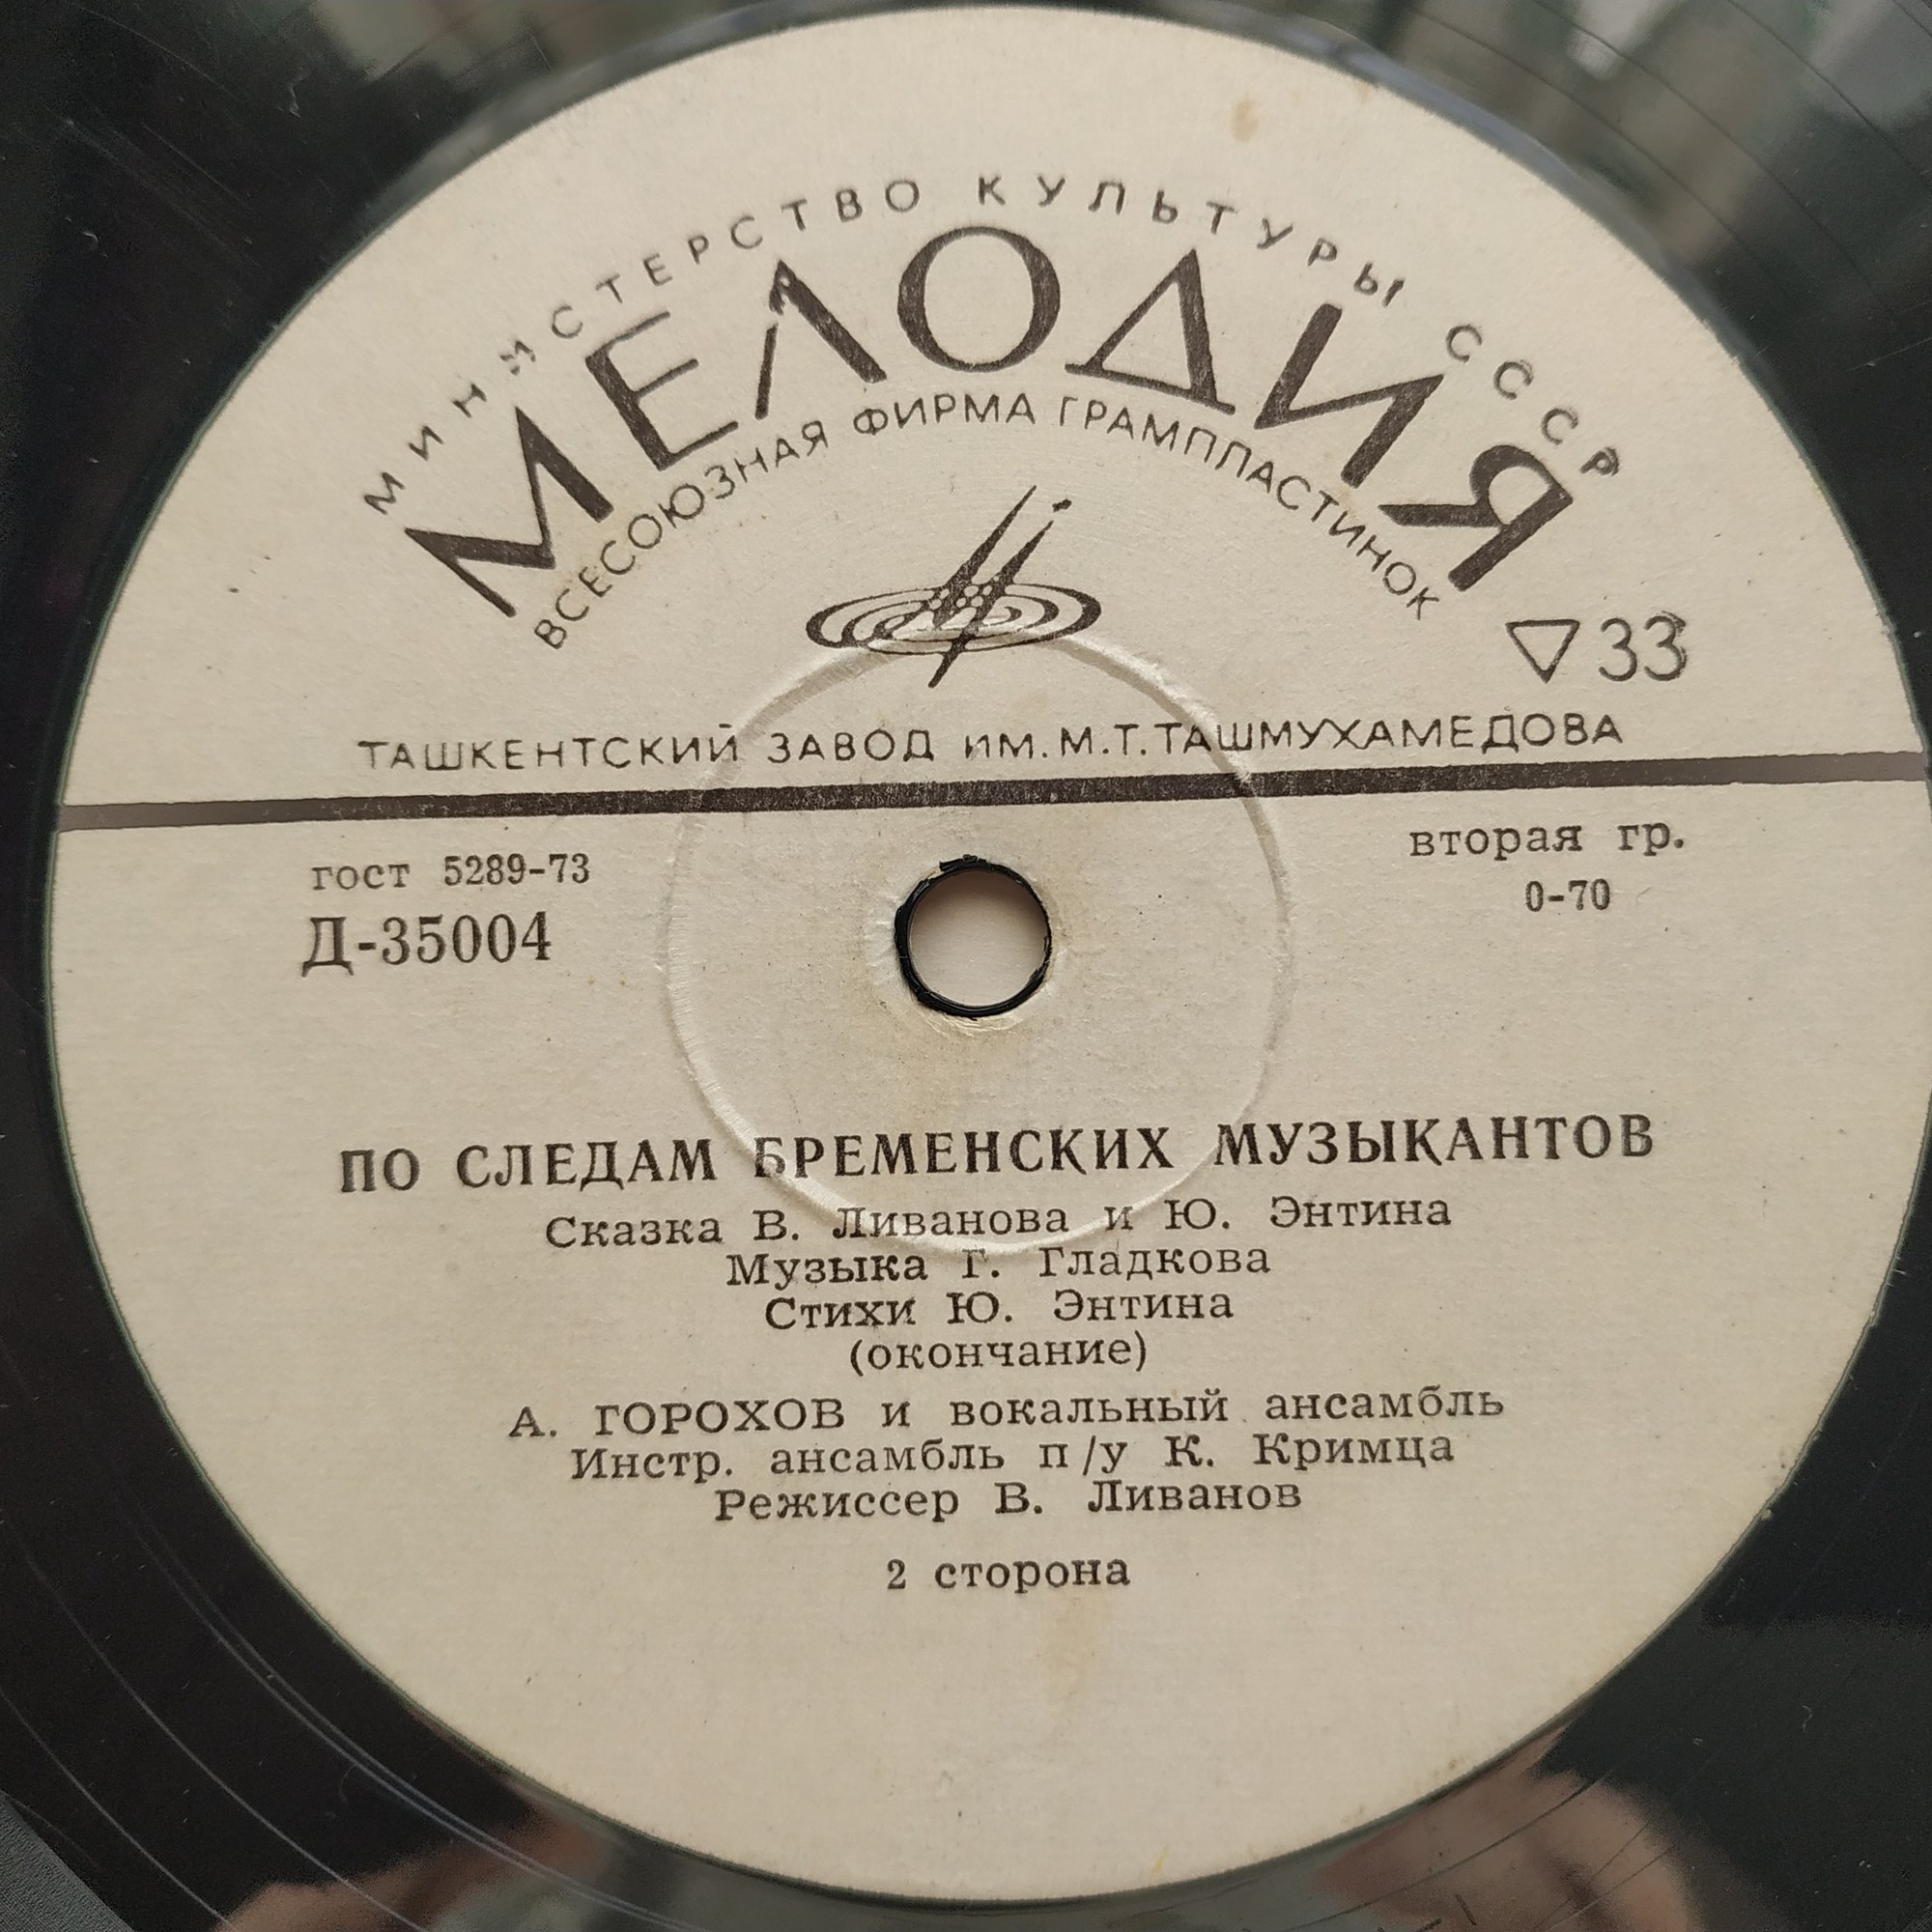 МИНИСТЕРСТВО КУЛЬТУРЫ СССР
МЕЛОДИЯ
ВСЕСОЮЗНАЯ ФИРМА ГРАМПЛАСТИНОК
▽33
ТАШКЕНТСКИЙ ЗАВОД ИМ. М.Т.ТАШМУХАМЕДОВА
гост 5289-73
Д-35004
вторая гр.
0-70
ПО СЛЕДАМ БРЕМЕНСКИХ МУЗЫКАНТОВ
Сказка В. Ливанова и Ю. Энтина
Музыка Г. Гладкова
Стихи Ю. Энтина
(окончание)
А. ГОРОХОВ и вокальный ансамбль
Инстр. ансамбль п/у К. Кримца
Режиссер В. Ливанов
2 сторона